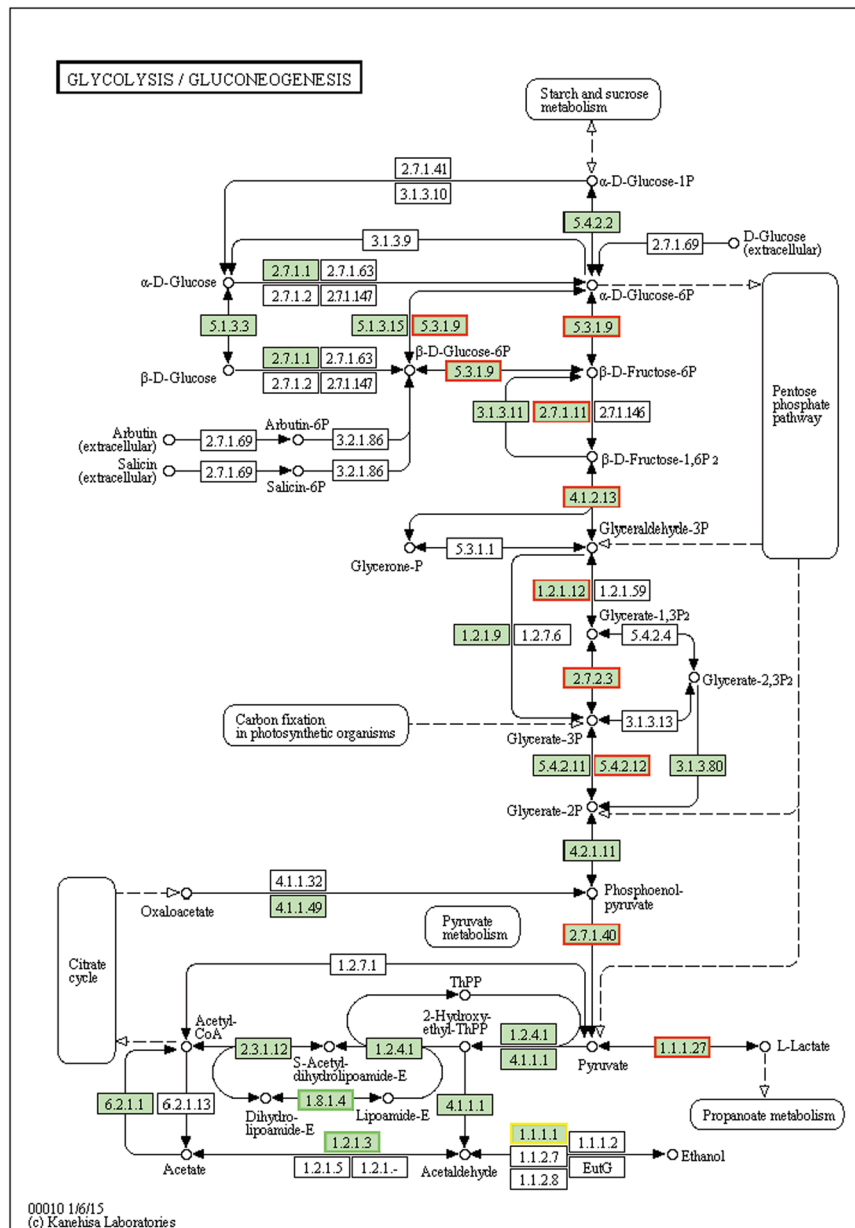 GLYCOLYSIS / GLUCONEOGENESIS
Starch and sucrose
metabolism
2.7.1.41
3.1.3.10
α-D-Glucose-1P
5.4.2.2
3.1.3.9
2.7.1.69
D-Glucose
(extracellular)
α-D-Glucose
2.7.1.1
2.7.1.63
2.7.1.2
2.7.1.147
α-D-Glucose-6P
5.1.3.3
5.1.3.15
5.3.1.9
5.3.1.9
β-D-Glucose
2.7.1.1
2.7.1.63
2.7.1.2
2.7.1.147
β-D-Glucose-6P
5.3.1.9
β-D-Fructose-6P
Pentose
phosphate
pathway
3.1.3.11
2.7.1.11
2.7.1.146
Arbutin
(extracellular)
2.7.1.69
Arbutin-6P
3.2.1.86
Salicin
(extracellular)
2.7.1.69
Salicin-6P
3.2.1.86
β-D-Fructose-1,6P2
4.1.2.13
Glyceraldehyde-3P
Glycerone-P
5.3.1.1
1.2.1.12
1.2.1.59
Glycerate-1,3P2
1.2.1.9
1.2.7.6
5.4.2.4
2.7.2.3
Glycerate-2,3P2
Carbon fixation
in photosynthetic organisms
Glycerate-3P
3.1.3.13
5.4.2.11
5.4.2.12
3.1.3.80
Glycerate-2P
4.2.1.11
4.1.1.32
4.1.1.49
Oxaloacetate
Phosphoenol-
pyruvate
Pyruvate
metabolism
2.7.1.40
Citrate
cycle
1.2.7.1
ThPP
2-Hydroxy-
ethyl-ThPP
Acetyl-
CoA
2.3.1.12
S-Acetyl-
dihydrolipoamide-E
1.2.4.1
1.2.4.1
4.1.1.1
Pyruvate
1.1.1.27
L-Lactate
6.2.1.1
6.2.1.13
Dihydro-
lipoamide-E
1.8.1.4
Lipoamide-E
4.1.1.1
Propanoate metabolism
Acetate
1.2.1.3
1.2.1.5
1.2.1.-
Acetaldehyde
1.1.1.1
1.1.2.7
1.1.2.8
1.1.1.2
EutG
Ethanol
00010 1/6/15
(c) Kanehisa Laboratories